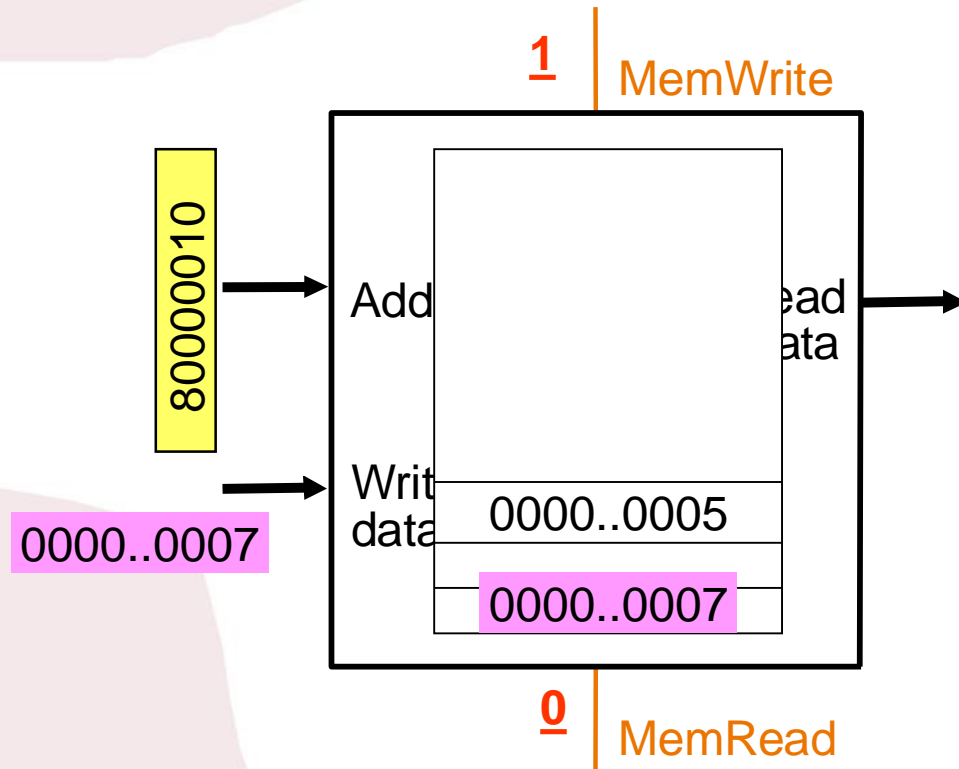 1
MemWrite
80000010
Add
ead
ata
Writ
data
0000..0005
0000..0007
0000..0007
0
MemRead